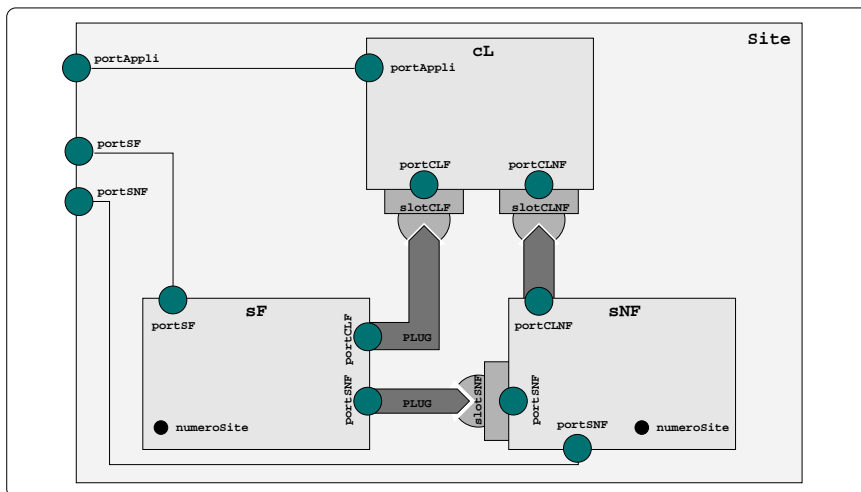 Site
cL
portAppli
portAppli
portSF
portCLF
portCLNF
portSNF
slotCLF
slotCLNF
sF
sNF
portSF
portCLF
portCLNF
PLUG
portSNF
PLUG
slotSNF
portSNF
numeroSite
portSNF
numeroSite